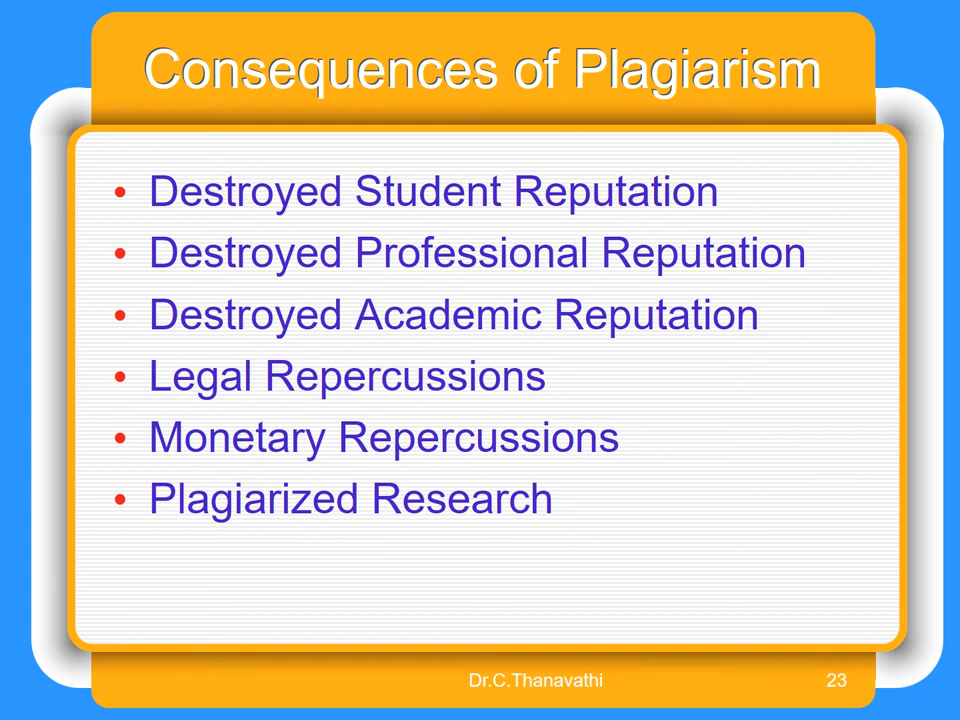 Consequences of Plagiarism
• Destroyed Student Reputation
• Destroyed Professional Reputation
• Destroyed Academic Reputation
• Legal Repercussions
• Monetary Repercussions
• Plagiarized Research
Dr.C.Thanavathi 23